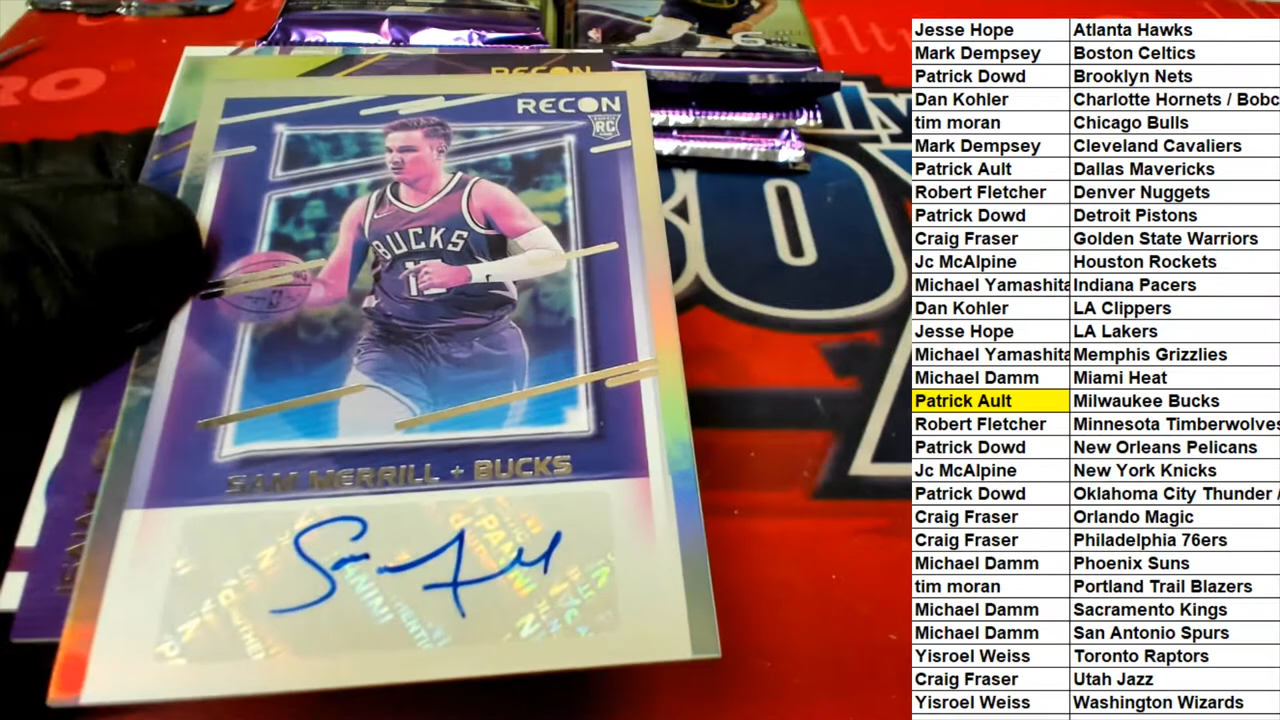 RECON
RECON
RC
BUCKS
SAM MERRILL + BUCKS
PANINI
Jesse Hope Atlanta Hawks
Mark Dempsey Boston Celtics
Patrick Dowd Brooklyn Nets
Dan Kohler Charlotte Hornets / Bobc
tim moran Chicago Bulls
Mark Dempsey Cleveland Cavaliers
Patrick Ault Dallas Mavericks
Robert Fletcher Denver Nuggets
Patrick Dowd Detroit Pistons
Craig Fraser Golden State Warriors
Jc McAlpine Houston Rockets
Michael Yamashita Indiana Pacers
Dan Kohler LA Clippers
Jesse Hope LA Lakers
Michael Yamashita Memphis Grizzlies
Michael Damm Miami Heat
Patrick Ault Milwaukee Bucks
Robert Fletcher Minnesota Timberwolves
Patrick Dowd New Orleans Pelicans
Jc McAlpine New York Knicks
Patrick Dowd Oklahoma City Thunder /
Craig Fraser Orlando Magic
Craig Fraser Philadelphia 76ers
Michael Damm Phoenix Suns
tim moran Portland Trail Blazers
Michael Damm Sacramento Kings
Michael Damm San Antonio Spurs
Yisroel Weiss Toronto Raptors
Craig Fraser Utah Jazz
Yisroel Weiss Washington Wizards